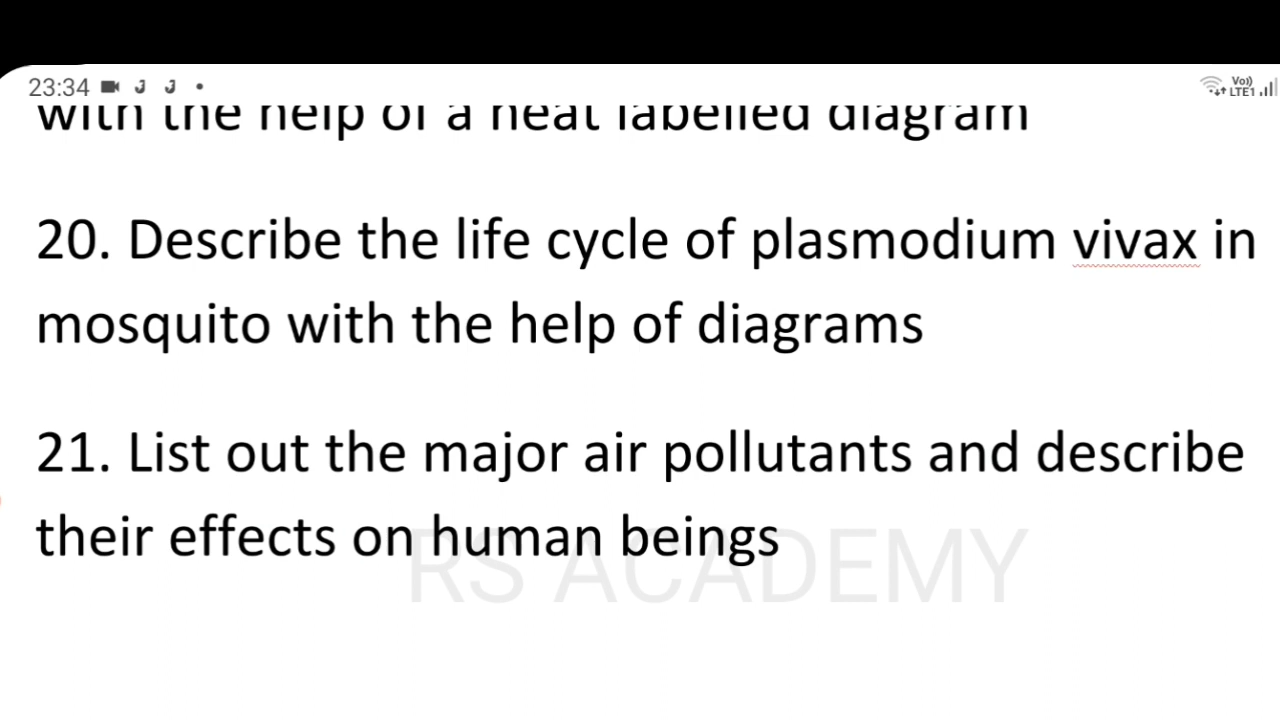 23:34 Vo)) LTE1
with the help of a neat labelled diagram
20. Describe the life cycle of plasmodium vivax in
mosquito with the help of diagrams
21. List out the major air pollutants and describe
their effects on human beings
RS ACADEMY